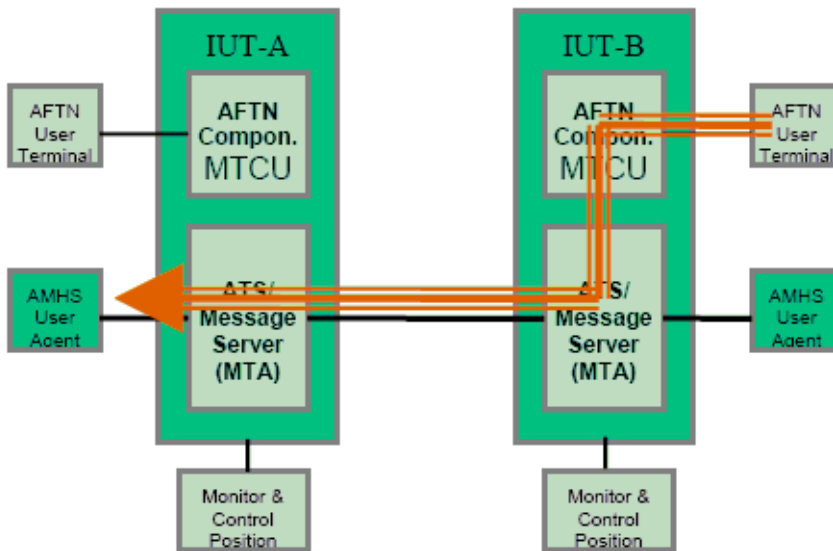 IUT-A
IUT-B
AFTN
User
Terminal
AFTN
Compon.
MTCU
AFTN
Compon.
MTCU
AFTN
User
Terminal
AMHS
User
Agent
ATS/
Message
Server
(MTA)
ATS/
Message
Server
(MTA)
AMHS
User
Agent
Monitor &
Control
Position
Monitor &
Control
Position